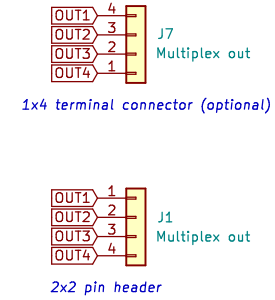 OUT1 4
OUT2 3 J7
OUT3 2 Multiplex out
OUT4 1
1x4 terminal connector (optional)
OUT1 1
OUT2 2 J1
OUT3 3 Multiplex out
OUT4 4
2x2 pin header